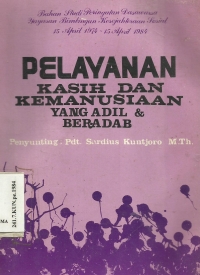 Bahan Studi Peringatan Dasawarsa
Yayasan Bimbingan Kesejahteraan Sosial
15 April 1974 - 15 April 1984
PELAYANAN
KASIH DAN
KEMANUSIAAN
YANG ADIL &
BERADAB
Penyunting: Pdt. Sardius Kuntjoro M.Th.